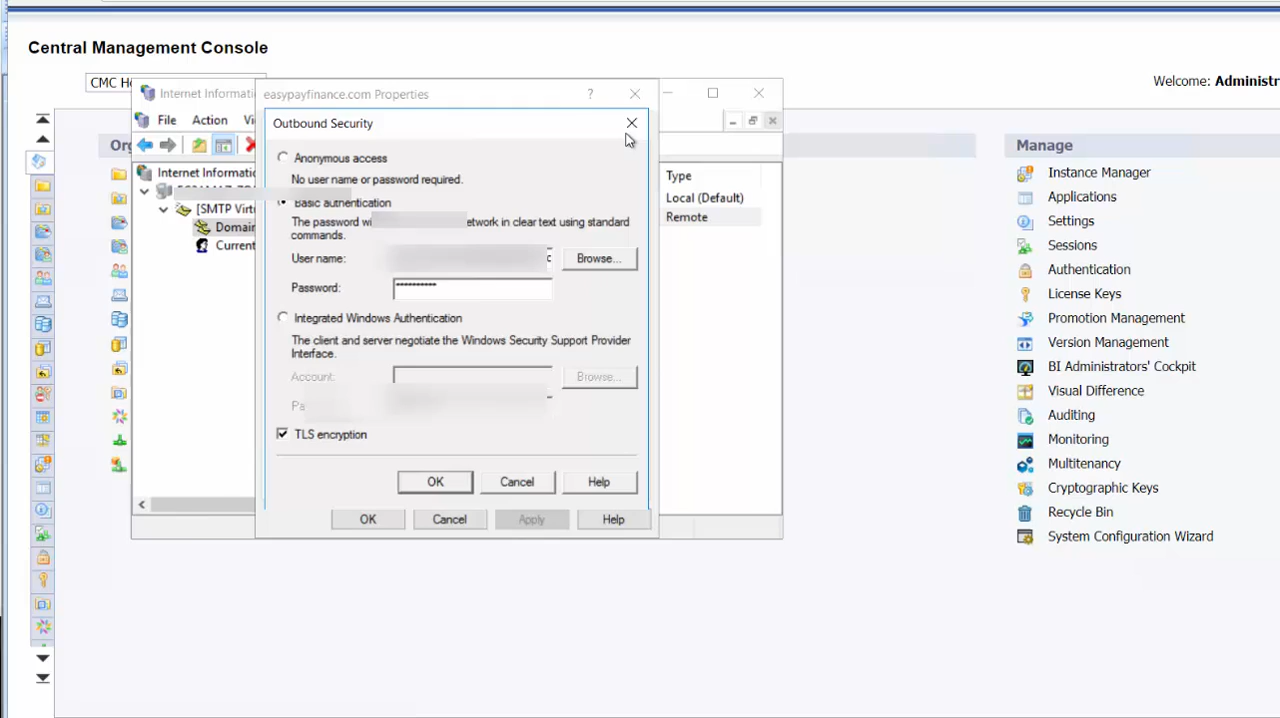 Central Management Console
CMC H
Welcome: Administr
Internet Informati
easypayfinance.com Properties
?
File Action Vi
Outbound Security
Org
Manage
Anonymous access
No user name or password required.
Internet Informatic
Type
Instance Manager
Local (Default)
Applications
Basic authentication
[SMTP Virt
Remote
The password wi etwork in clear text using standard
commands.
Settings
Domai
Current
Sessions
User name:
Browse...
Authentication
Password:
**********
License Keys
Integrated Windows Authentication
Promotion Management
The client and server negotiate the Windows Security Support Provider
Interface.
Version Management
BI Administrators' Cockpit
Account:
Browse...
Visual Difference
Pa
Auditing
TLS encryption
Monitoring
Multitenancy
OK Cancel Help
Cryptographic Keys
OK Cancel Apply Help
Recycle Bin
System Configuration Wizard